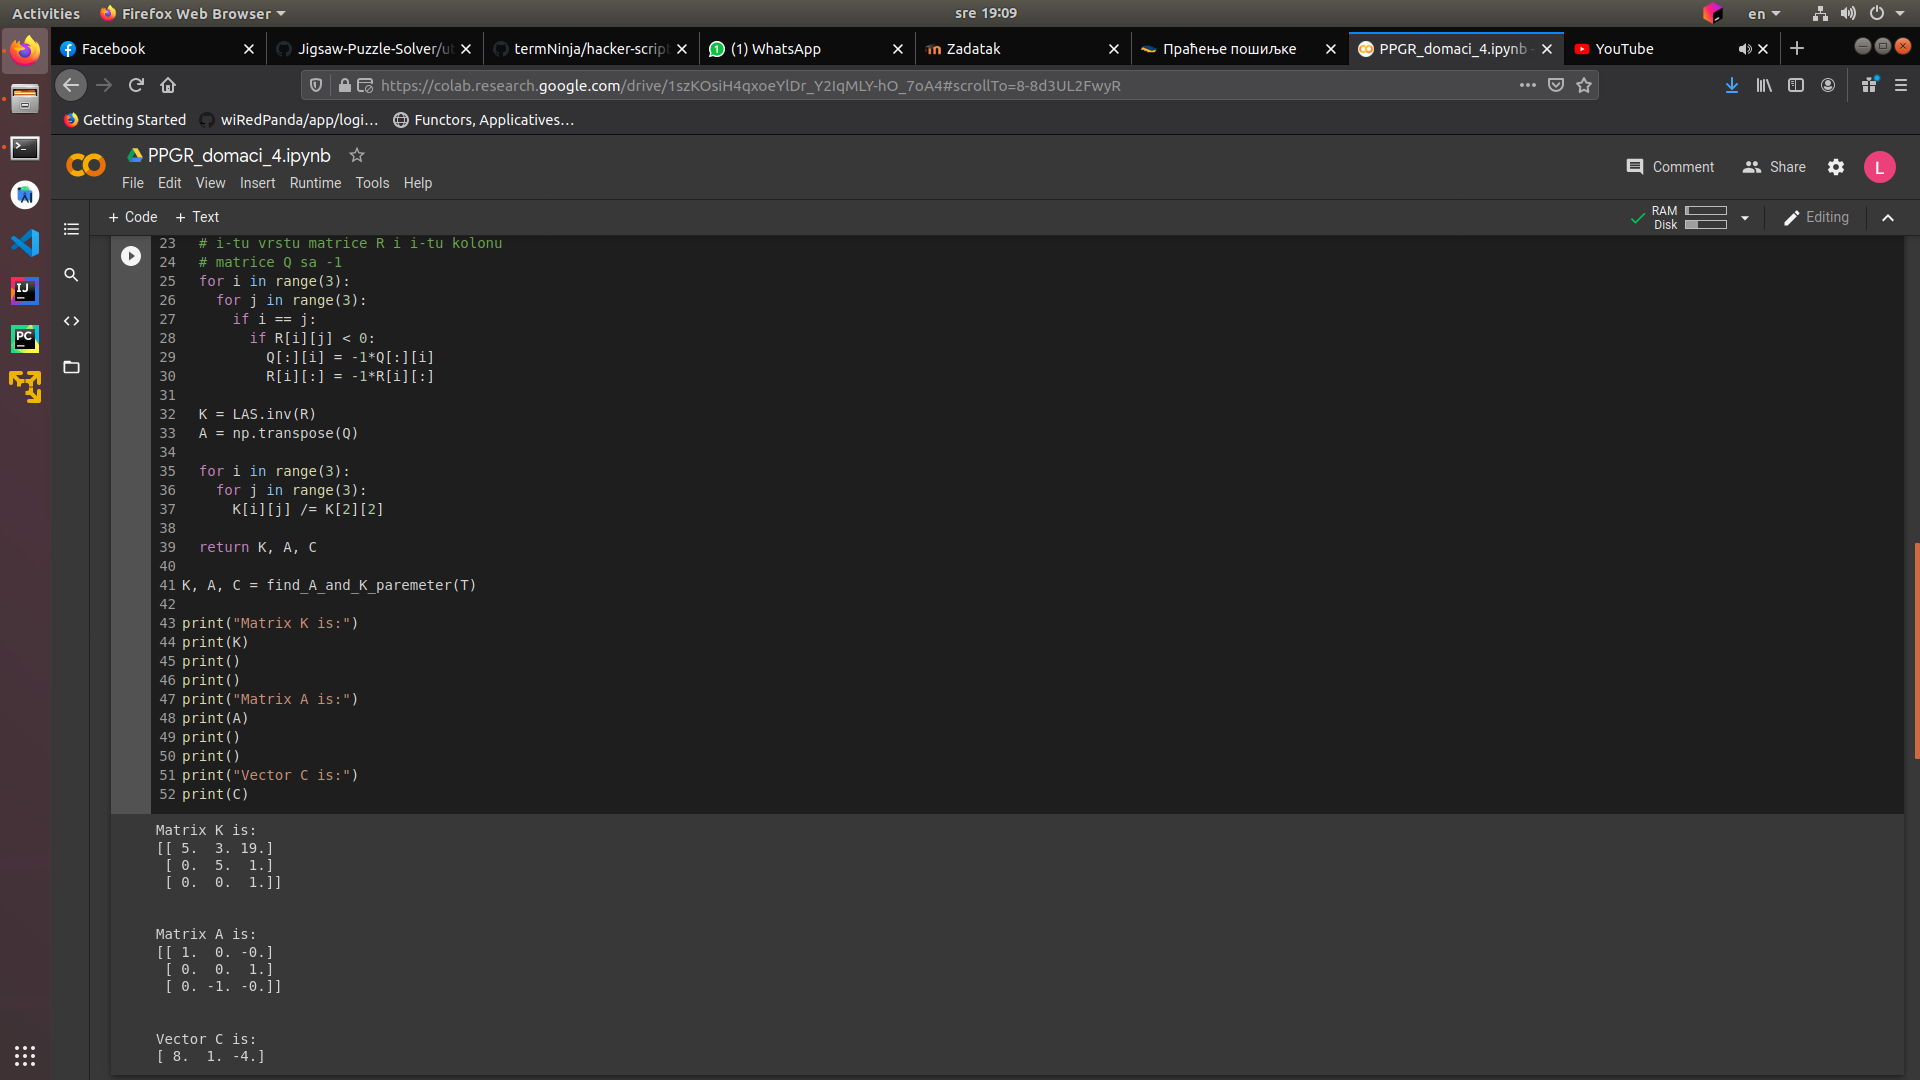 Activities Firefox Web Browser sre 19:09 en
Facebook Jigsaw-Puzzle-Solver/ut termNinja/hacker-script (1) WhatsApp Zadatak Праћење пошиљке PPGR_domaci_4.ipynb - YouTube
https://colab.research.google.com/drive/1szKOsiH4qxoeYlDr_Y2IqMLY-hO_7oA4#scrollTo=8-8d3UL2FwyR
Getting Started wiRedPanda/app/logi… Functors, Applicatives…
PPGR_domaci_4.ipynb
Comment Share L
File Edit View Insert Runtime Tools Help
+ Code + Text RAM Disk Editing
23 # i-tu vrstu matrice R i i-tu kolonu
24 # matrice Q sa -1
25 for i in range(3):
26 for j in range(3):
27 if i == j:
28 if R[i][j] < 0:
29 Q[:][i] = -1*Q[:][i]
30 R[i][:] = -1*R[i][:]
31
32 K = LAS.inv(R)
33 A = np.transpose(Q)
34
35 for i in range(3):
36 for j in range(3):
37 K[i][j] /= K[2][2]
38
39 return K, A, C
40
41 K, A, C = find_A_and_K_paremeter(T)
42
43 print("Matrix K is:")
44 print(K)
45 print()
46 print()
47 print("Matrix A is:")
48 print(A)
49 print()
50 print()
51 print("Vector C is:")
52 print(C)
Matrix K is:
[[ 5. 3. 19.]
[ 0. 5. 1.]
[ 0. 0. 1.]]
Matrix A is:
[[ 1. 0. -0.]
[ 0. 0. 1.]
[ 0. -1. -0.]]
Vector C is:
[ 8. 1. -4.]